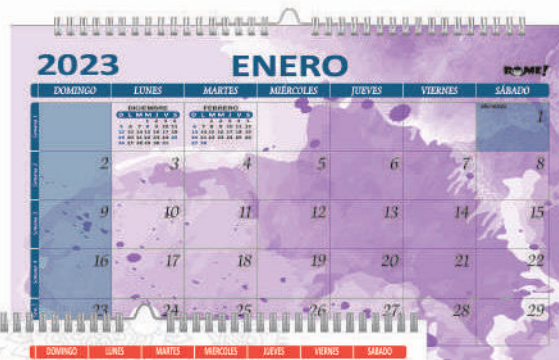 2023 ENERO ROME!
DOMINGO LUNES MARTES MIÉRCOLES JUEVES VIERNES SÁBADO
DICIEMBRE FEBRERO
D L M M J V S D L M M J V S
1
2 3 4 5 6 7 8
9 10 11 12 13 14 15
16 17 18 19 20 21 22
23 24 25 26 27 28 29
DOMINGO LUNES MARTES MIERCOLES JUEVES VIERNES SABADO